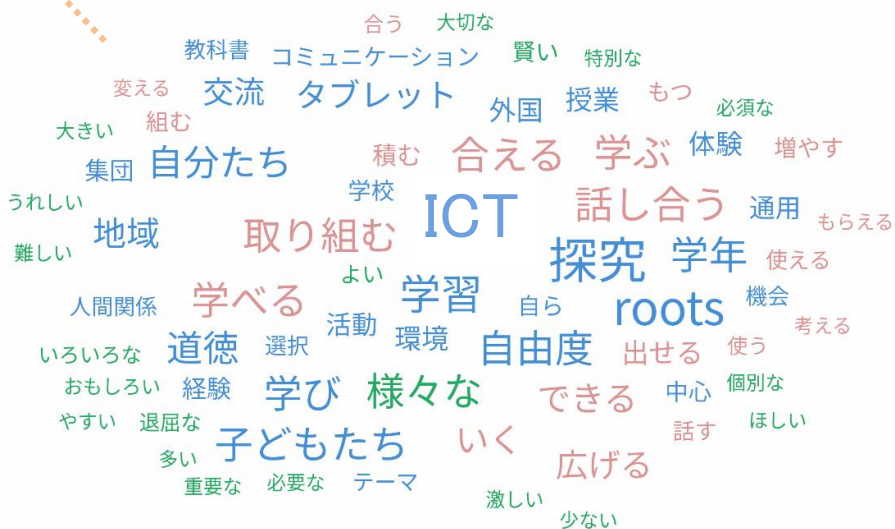 合う 大切な
教科書 コミュニケーション 賢い 特別な
変える 交流 タブレット 外国 授業 もつ 必須な
大きい 組む
集団 自分たち 積む 合える 学ぶ 体験 増やす
うれしい 学校 ICT 話し合う 通用 もらえる
地域 取り組む
難しい よい 探究 学年 使える
人間関係 学べる 学習 自ら roots 機会
活動 環境 考える
いろいろな 道徳 選択 自由度 出せる 使う
おもしろい 経験 学び 様々な できる 中心 個別な
やすい 退屈な 子どもたち いく 話す ほしい
多い 広げる
重要な 必要な テーマ
激しい
少ない